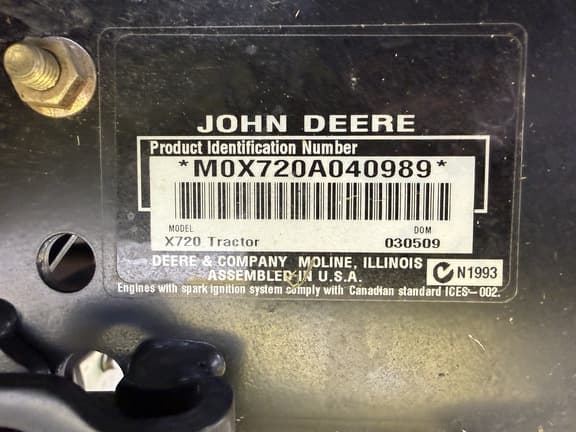 JOHN DEERE
Product Identification Number
*M0X720A040989*
MODEL DOM
X720 Tractor 030509
DEERE & COMPANY MOLINE, ILLINOIS
ASSEMBLED IN U.S.A.
N1993
Engines with spark ignition system comply with Canadian standard ICES-002.